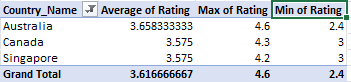 Country_Name Average of Rating Max of Rating Min of Rating
Australia 3.658333333 4.6 2.4
Canada 3.575 4.3 3
Singapore 3.575 4.2 3
Grand Total 3.616666667 4.6 2.4